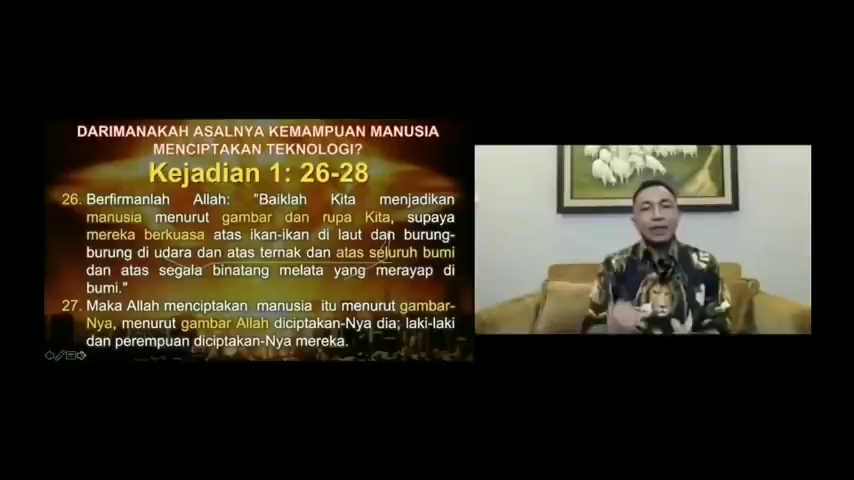 DARIMANAKAH ASALNYA KEMAMPUAN MANUSIA
MENCIPTAKAN TEKNOLOGI?
Kejadian 1: 26-28
26. Berfirmanlah Allah: "Baiklah Kita menjadikan
manusia menurut gambar dan rupa Kita, supaya
mereka berkuasa atas ikan-ikan di laut dan burung-
burung di udara dan atas ternak dan atas seluruh bumi
dan atas segala binatang melata yang merayap di
bumi."
27. Maka Allah menciptakan manusia itu menurut gambar-
Nya, menurut gambar Allah diciptakan-Nya dia; laki-laki
dan perempuan diciptakan-Nya mereka.